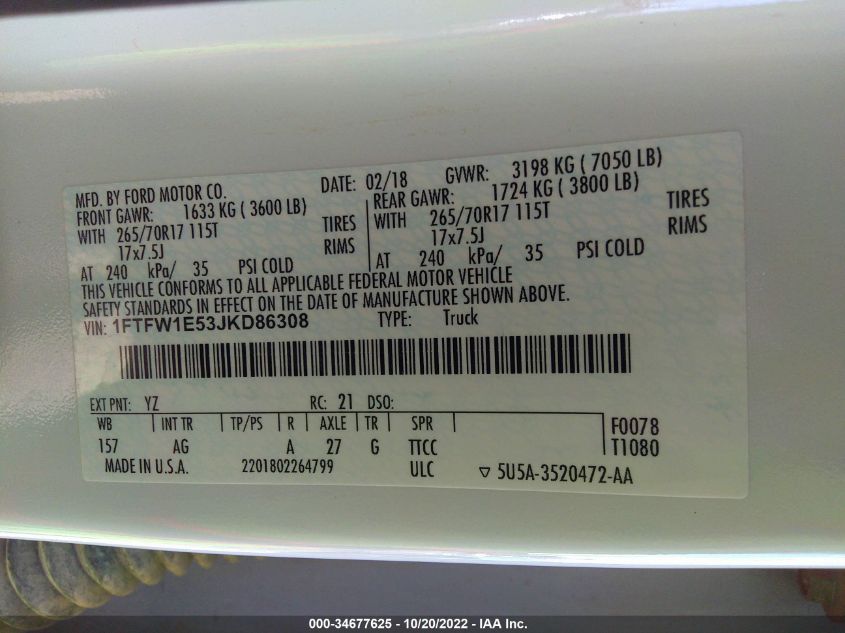 MFD. BY FORD MOTOR CO.
DATE: 02/18 GVWR: 3198 KG ( 7050 LB)
FRONT GAWR: 1633 KG ( 3600 LB)
WITH 265/70R17 115T TIRES
17x7.5J RIMS
AT 240 kPa/ 35 PSI COLD
REAR GAWR: 1724 KG ( 3800 LB)
WITH 265/70R17 115T TIRES
17x7.5J RIMS
AT 240 kPa/ 35 PSI COLD
THIS VEHICLE CONFORMS TO ALL APPLICABLE FEDERAL MOTOR VEHICLE
SAFETY STANDARDS IN EFFECT ON THE DATE OF MANUFACTURE SHOWN ABOVE.
VIN: 1FTFW1E53JKD86308 TYPE: Truck
EXT PNT: YZ RC: 21 DSO:
WB INT TR TP/PS R AXLE TR SPR
157 AG A 27 G TTCC
F0078
T1080
MADE IN U.S.A. 2201802264799 ULC ▽ 5U5A-3520472-AA
000-34677625 - 10/20/2022 - IAA Inc.